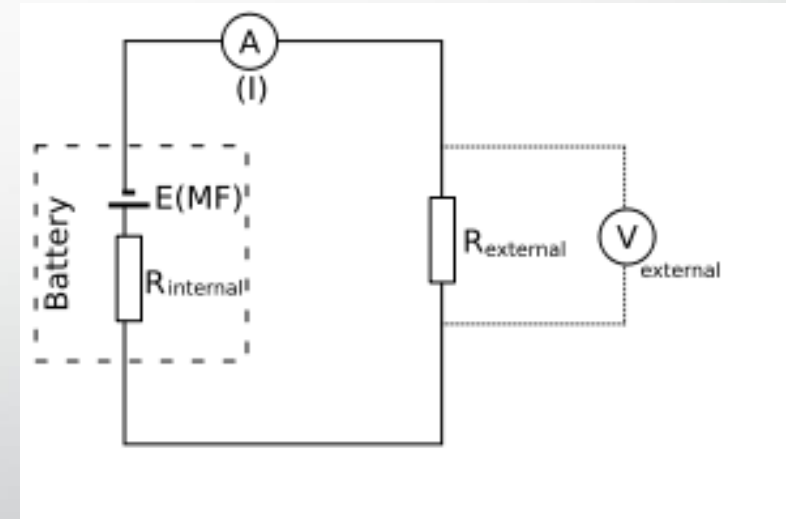 A
(I)
E(MF)
Battery
Rinternal
Rexternal
V
external